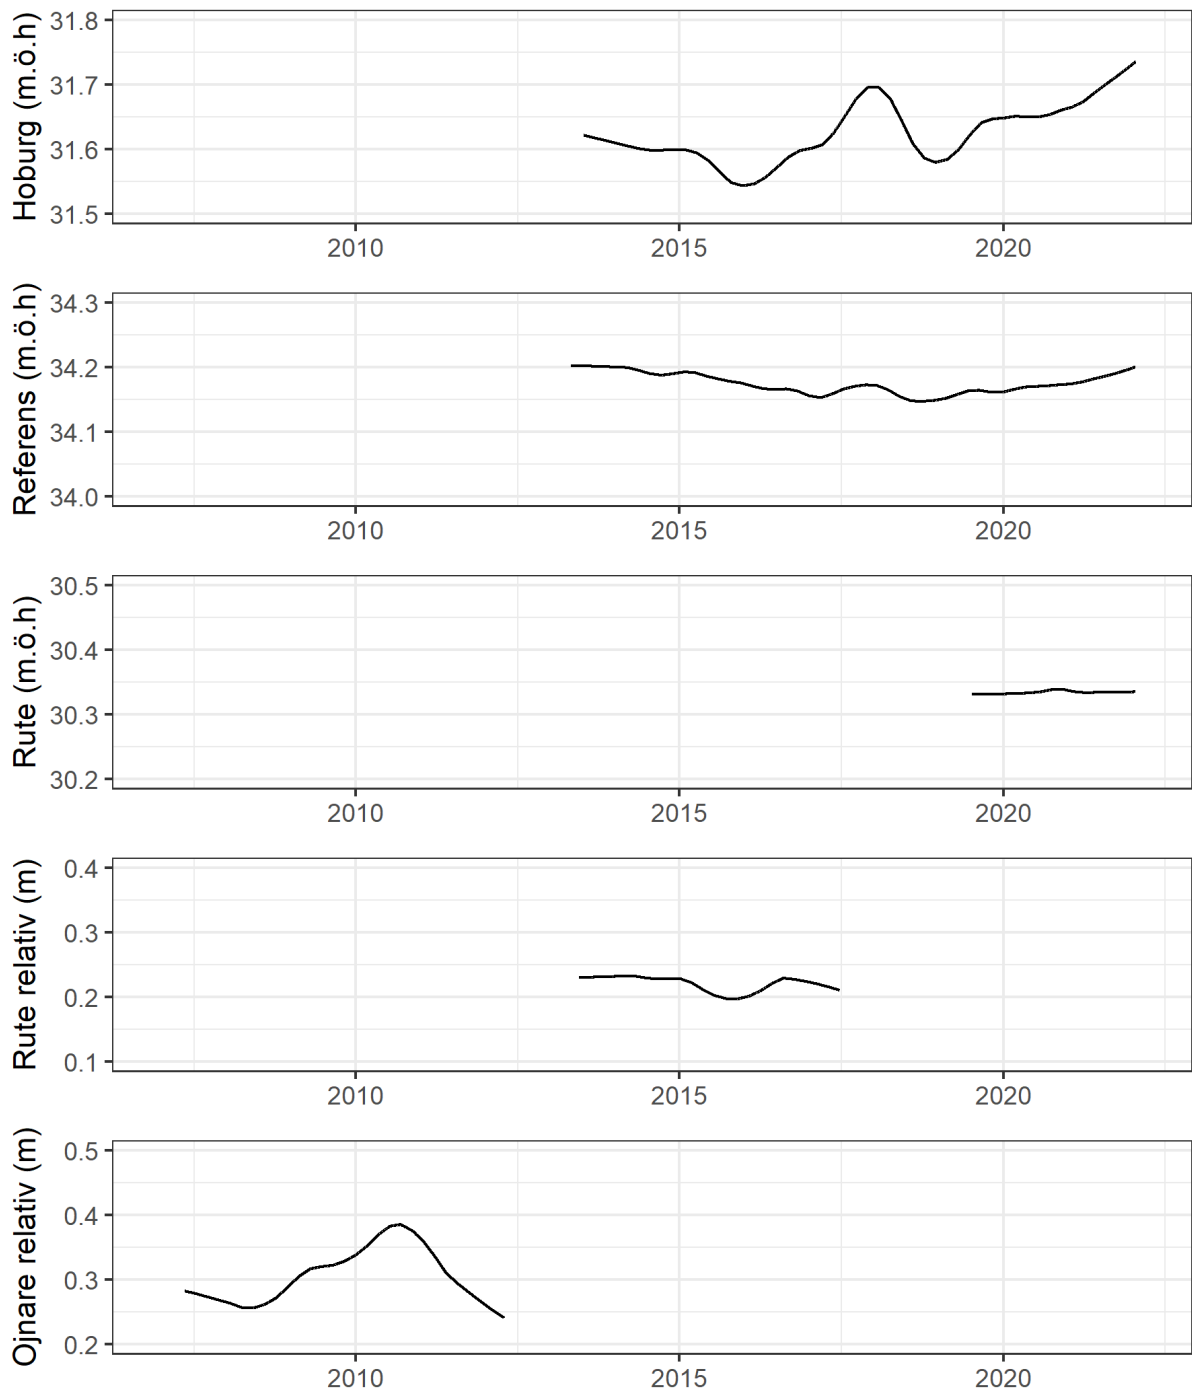 Hoburg (m.ö.h)
31.8
31.7
31.6
31.5
2010 2015 2020
Referens (m.ö.h)
34.3
34.2
34.1
34.0
2010 2015 2020
Rute (m.ö.h)
30.5
30.4
30.3
30.2
2010 2015 2020
Rute relativ (m)
0.4
0.3
0.2
0.1
2010 2015 2020
Ojnare relativ (m)
0.5
0.4
0.3
0.2
2010 2015 2020